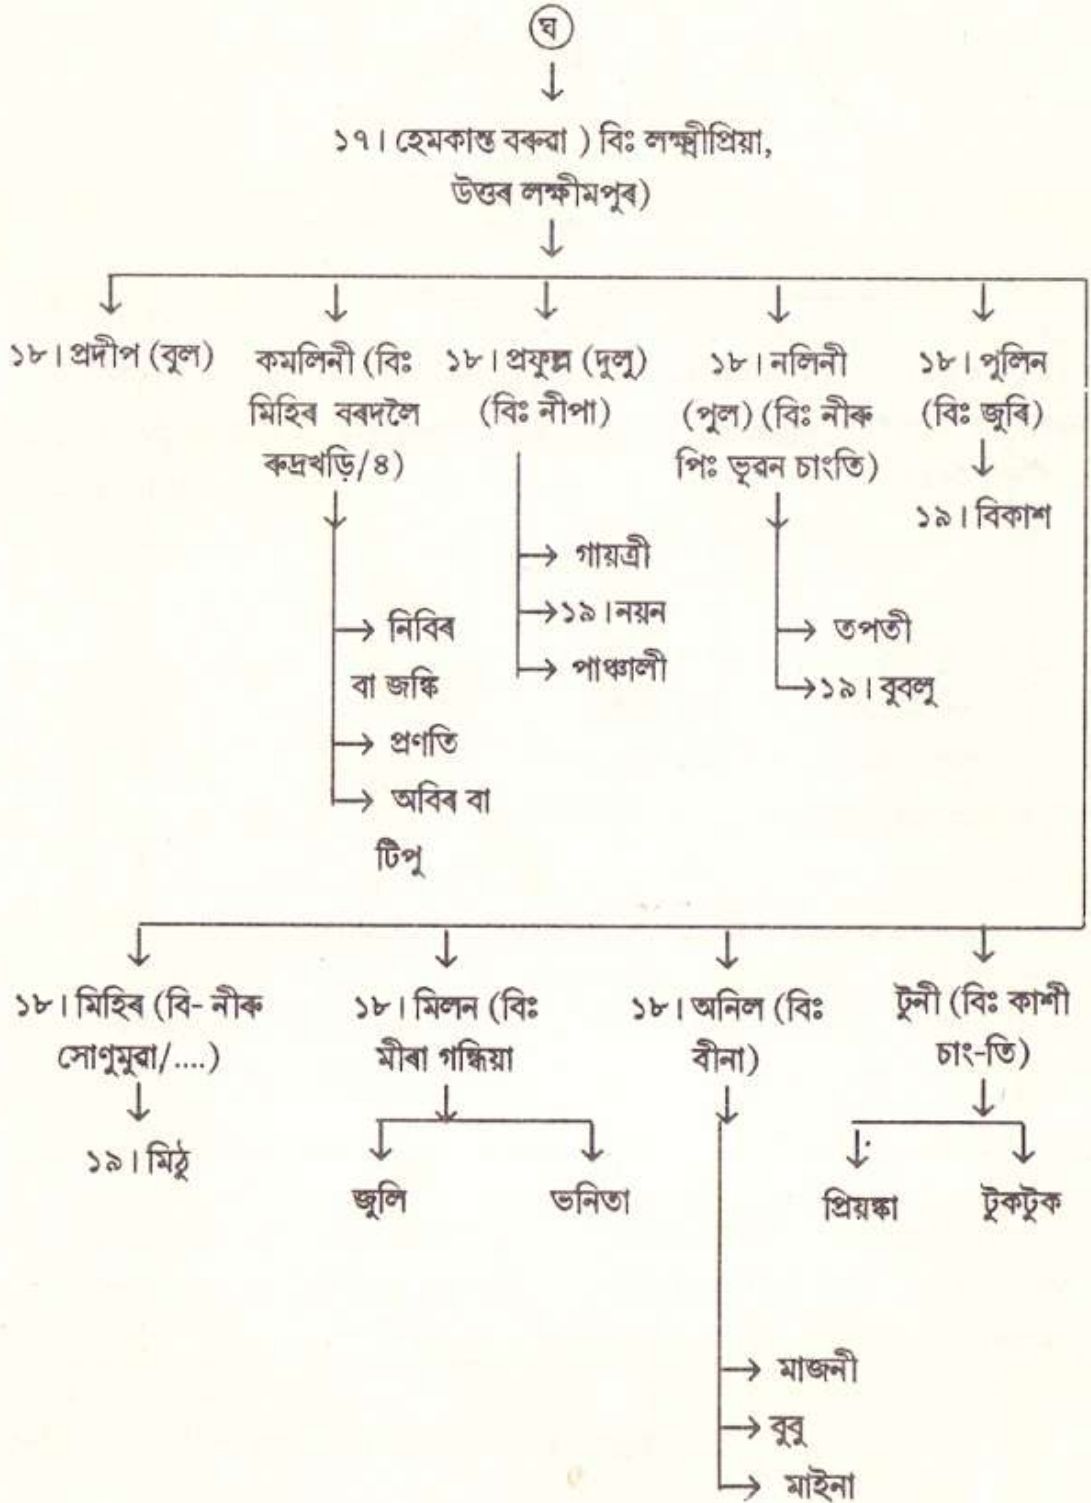 ঘ
১৭। হেমকান্ত বৰুৱা ) বিঃ লক্ষ্মীপ্ৰিয়া,
উত্তৰ লক্ষীমপুৰ)
১৮। প্ৰদীপ (বুল)
কমলিনী (বিঃ
মিহিৰ বৰদলৈ
ৰুদ্ৰখড়ি/৪)
নিবিৰ
বা জঙ্কি
প্ৰণতি
অবিৰ বা
টিপু
১৮। প্ৰফুল্ল (দুলু)
(বিঃ নীপা)
গায়ত্ৰী
১৯। নয়ন
পাঞ্চালী
১৮। নলিনী
(পুল) (বিঃ নীৰু
পিঃ ভূৱন চাংতি)
তপতী
১৯। বুবলু
১৮। পুলিন
(বিঃ জুৰি)
১৯। বিকাশ
১৮। মিহিৰ (বি- নীৰু
সোণুমুৱা/....)
১৯। মিঠু
১৮। মিলন (বিঃ
মীৰা গন্ধিয়া
জুলি
ভনিতা
১৮। অনিল (বিঃ
বীনা)
মাজনী
বুবু
মাইনা
টুনী (বিঃ কাশী
চাং-তি)
প্ৰিয়ঙ্কা
টুকটুক